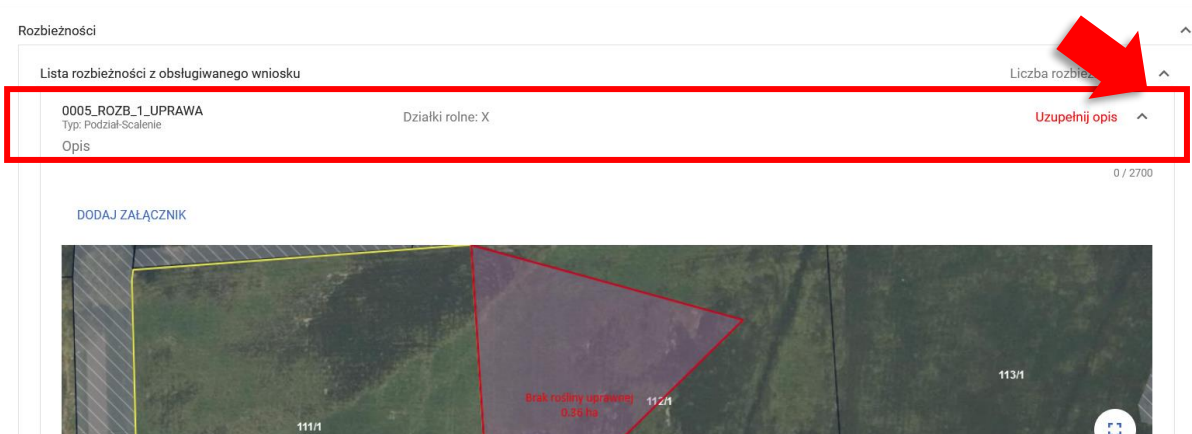 Rozbieżności
Lista rozbieżności z obsługiwanego wniosku
Liczba
0005_ROZB_1_UPRAWA
Działki rolne: X
Uzupełnij opis
Typ: Podział-Scalenie
Opis
0 / 2700
DODAJ ZAŁĄCZNIK
113/1
Brak rośliny uprawnej
112/1
0.36 ha
111/1